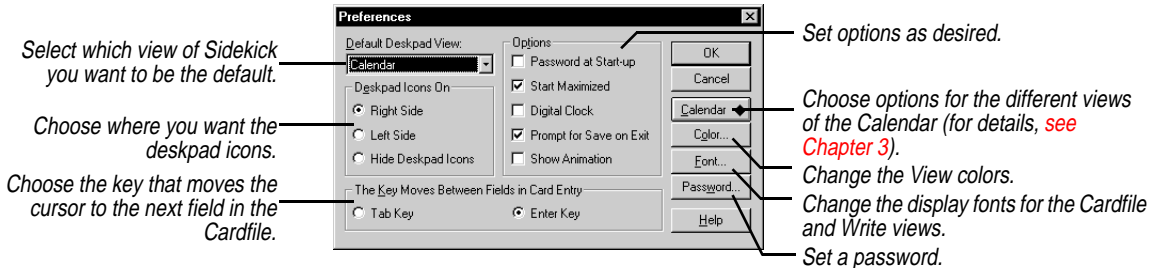 Preferences
Select which view of Sidekick
you want to be the default.
Choose where you want the
deskpad icons.
Choose the key that moves the
cursor to the next field in the
Cardfile.
Default Deskpad View:
Calendar
Deskpad Icons On
Right Side
Left Side
Hide Deskpad Icons
Options
Password at Start-up
Start Maximized
Digital Clock
Prompt for Save on Exit
Show Animation
The Key Moves Between Fields in Card Entry
Tab Key
Enter Key
OK
Cancel
Calendar
Color...
Font...
Password...
Help
Set options as desired.
Choose options for the different views
of the Calendar (for details, see
Chapter 3).
Change the View colors.
Change the display fonts for the Cardfile
and Write views.
Set a password.